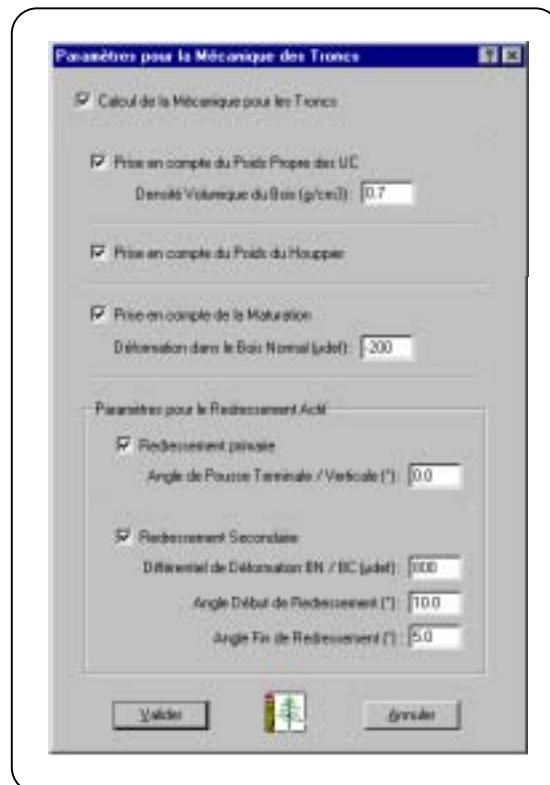 Paramètres pour la Mécanique des Troncs
Calcul de la Mécanique pour les Troncs
Prise en compte du Poids Propre des UC
Densité Volumique du Bois (g/cm3) : 0.7
Prise en compte du Poids du Houppier
Prise en compte de la Maturation
Déformation dans le Bois Normal (µdef) : -200
Paramètres pour le Redressement Actif
Redressement primaire
Angle de Pousse Terminale / Verticale (°) : 0.0
Redressement Secondaire
Différentiel de Déformation BN / BC (µdef) : 800
Angle Début de Redressement (°) : 10.0
Angle Fin de Redressement (°) : 5.0
Valider
Annuler